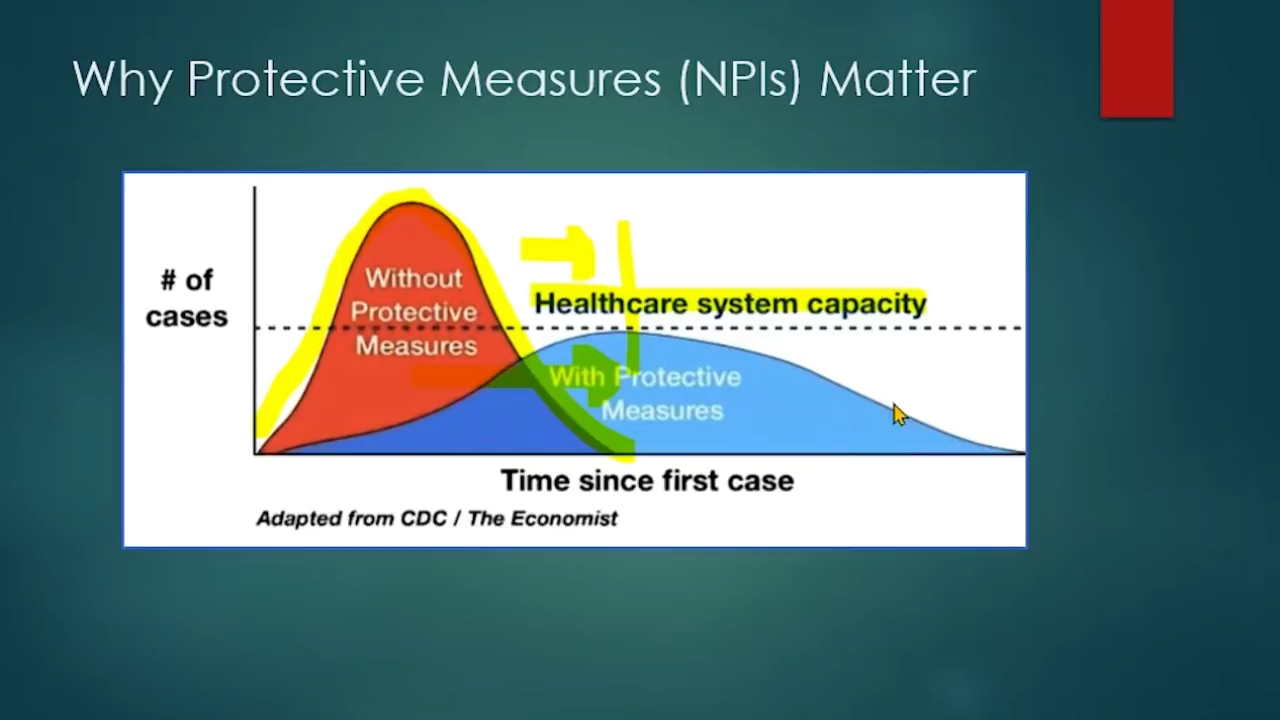 Why Protective Measures (NPIs) Matter
# of
cases
Without
Protective
Measures
Healthcare system capacity
With Protective
Measures
Time since first case
Adapted from CDC / The Economist